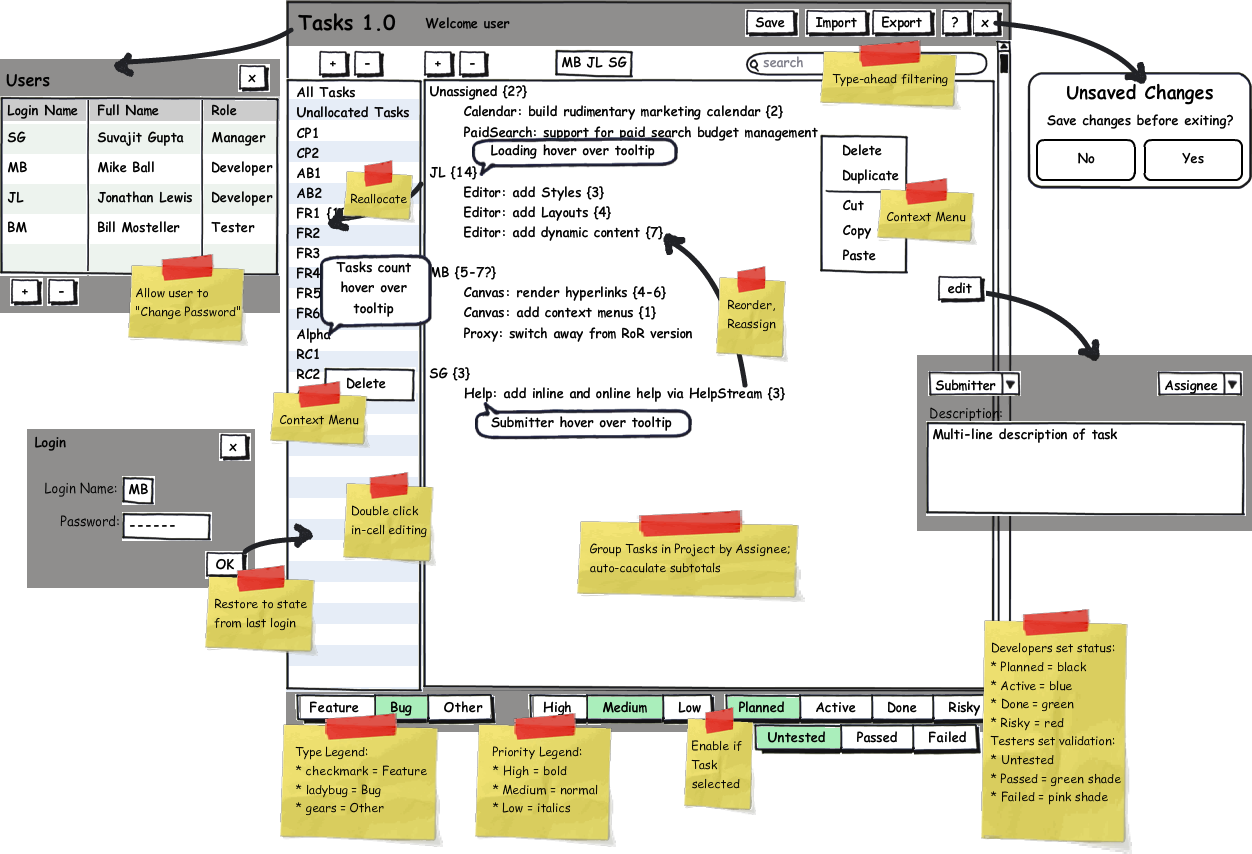 Tasks 1.0
Welcome user
Save
Import
Export
?
x
+
-
+
-
MB JL SG
search
Type-ahead filtering
Users
x
Login Name Full Name Role
SG Suvajit Gupta Manager
MB Mike Ball Developer
JL Jonathan Lewis Developer
BM Bill Mosteller Tester
+
-
Allow user to
"Change Password"
All Tasks
Unallocated Tasks
CP1
CP2
AB1
AB2
FR1 {1
FR2
FR3
FR4
FR5
FR6
Alpha
RC1
RC2
Reallocate
Tasks count
hover over
tooltip
Delete
Context Menu
Double click
in-cell editing
Unassigned {2?}
Calendar: build rudimentary marketing calendar {2}
PaidSearch: support for paid search budget management
Loading hover over tooltip
JL {14}
Editor: add Styles {3}
Editor: add Layouts {4}
Editor: add dynamic content {7}
MB {5-7?}
Canvas: render hyperlinks {4-6}
Canvas: add context menus {1}
Proxy: switch away from RoR version
SG {3}
Help: add inline and online help via HelpStream {3}
Submitter hover over tooltip
Reorder,
Reassign
Delete
Duplicate
Cut
Copy
Paste
Context Menu
Group Tasks in Project by Assignee;
auto-caculate subtotals
Unsaved Changes
Save changes before exiting?
No
Yes
edit
Submitter
Assignee
Description:
Multi-line description of task
Login
x
Login Name: MB
Password: ------
OK
Restore to state
from last login
Feature
Bug
Other
High
Medium
Low
Planned
Active
Done
Risky
Untested
Passed
Failed
Type Legend:
* checkmark = Feature
* ladybug = Bug
* gears = Other
Priority Legend:
* High = bold
* Medium = normal
* Low = italics
Enable if
Task
selected
Developers set status:
* Planned = black
* Active = blue
* Done = green
* Risky = red
Testers set validation:
* Untested
* Passed = green shade
* Failed = pink shade